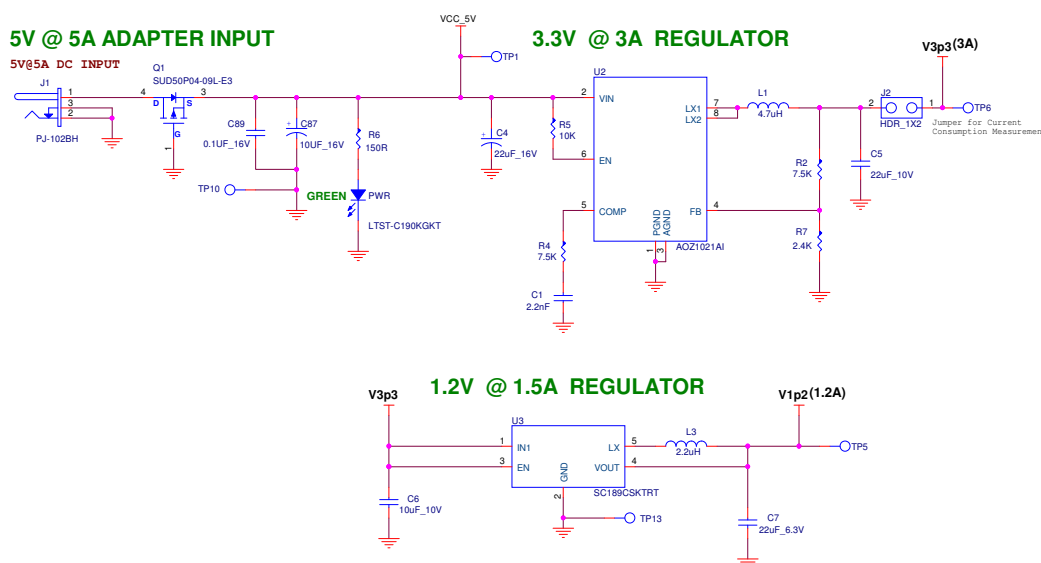 5V @ 5A ADAPTER INPUT
5V@5A DC INPUT
J1
1
3
2
PJ-102BH
Q1
SUD50P04-09L-E3
4
D
S
3
G
1
C89
0.1UF_16V
+
C87
10UF_16V
TP10
R6
150R
GREEN
PWR
LTST-C190KGKT
VCC_5V
TP1
+
C4
22uF_16V
3.3V @ 3A REGULATOR
U2
R5
10K
2
VIN
6
EN
5
COMP
R4
7.5K
C1
2.2nF
LX1
7
LX2
8
FB
4
PGND
AGND
1
3
AOZ1021AI
L1
4.7uH
R2
7.5K
R7
2.4K
C5
22uF_10V
V3p3 (3A)
J2
2
1
HDR_1X2
TP6
Jumper for Current
Consumption Measuremen
1.2V @ 1.5A REGULATOR
V3p3
U3
1
IN1
3
EN
C6
10uF_10V
GND
2
LX
5
VOUT
4
SC189CSKTRT
TP13
L3
2.2uH
V1p2 (1.2A)
TP5
C7
22uF_6.3V